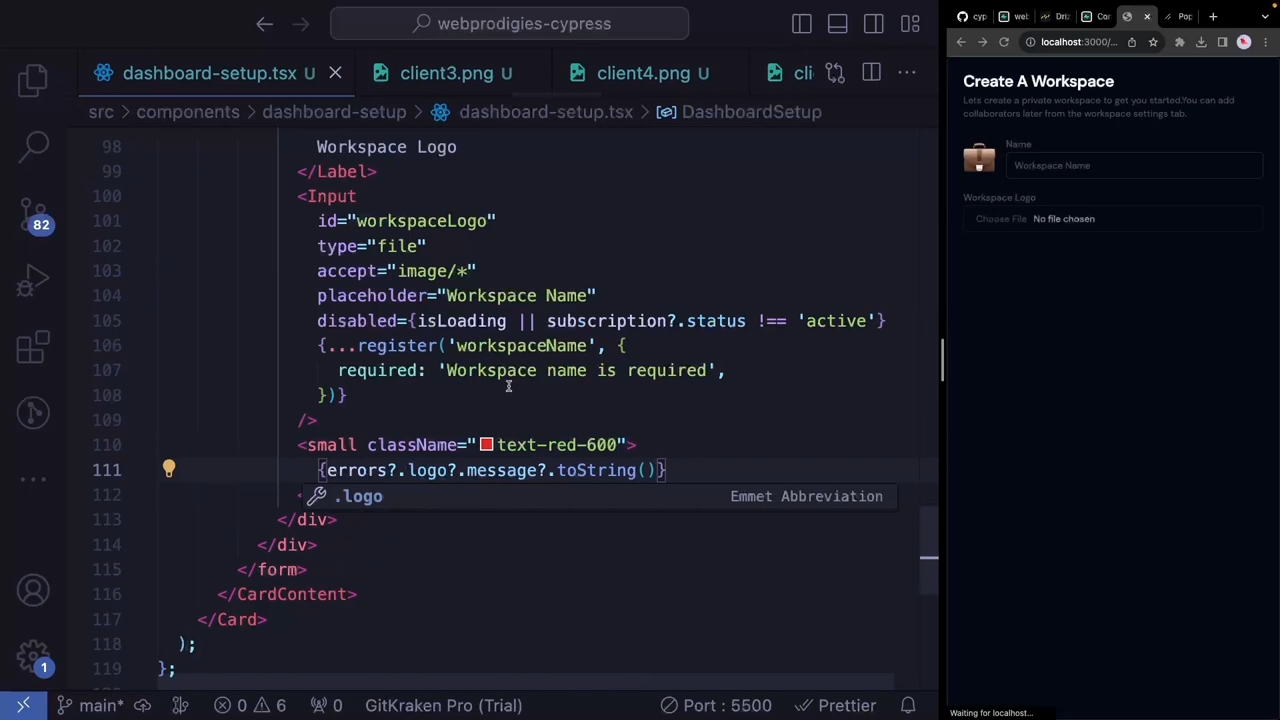 webprodigies-cypress
dashboard-setup.tsx U
client3.png U
client4.png U
cli
src > components > dashboard-setup > dashboard-setup.tsx > DashboardSetup
98 Workspace Logo
99 </Label>
100 <Input
101 id="workspaceLogo"
102 type="file"
103 accept="image/*"
104 placeholder="Workspace Name"
105 disabled={isLoading || subscription?.status !== 'active'}
106 {...register('workspaceName', {
107 required: 'Workspace name is required',
108 })}
109 />
110 <small className="text-red-600">
111 {errors?.logo?.message?.toString()}
112 <
.logo Emmet Abbreviation
113 </div>
114 </div>
115 </form>
116 </CardContent>
117 </Card>
118 );
119 };
82
1
main*
0 6
0
GitKraken Pro (Trial)
Port : 5500
Prettier
cyp
web
Driz
Cor
Pop
localhost:3000/...
Create A Workspace
Lets create a private workspace to get you started.You can add
collaborators later from the workspace settings tab.
Name
Workspace Name
Workspace Logo
Choose File No file chosen
Waiting for localhost...